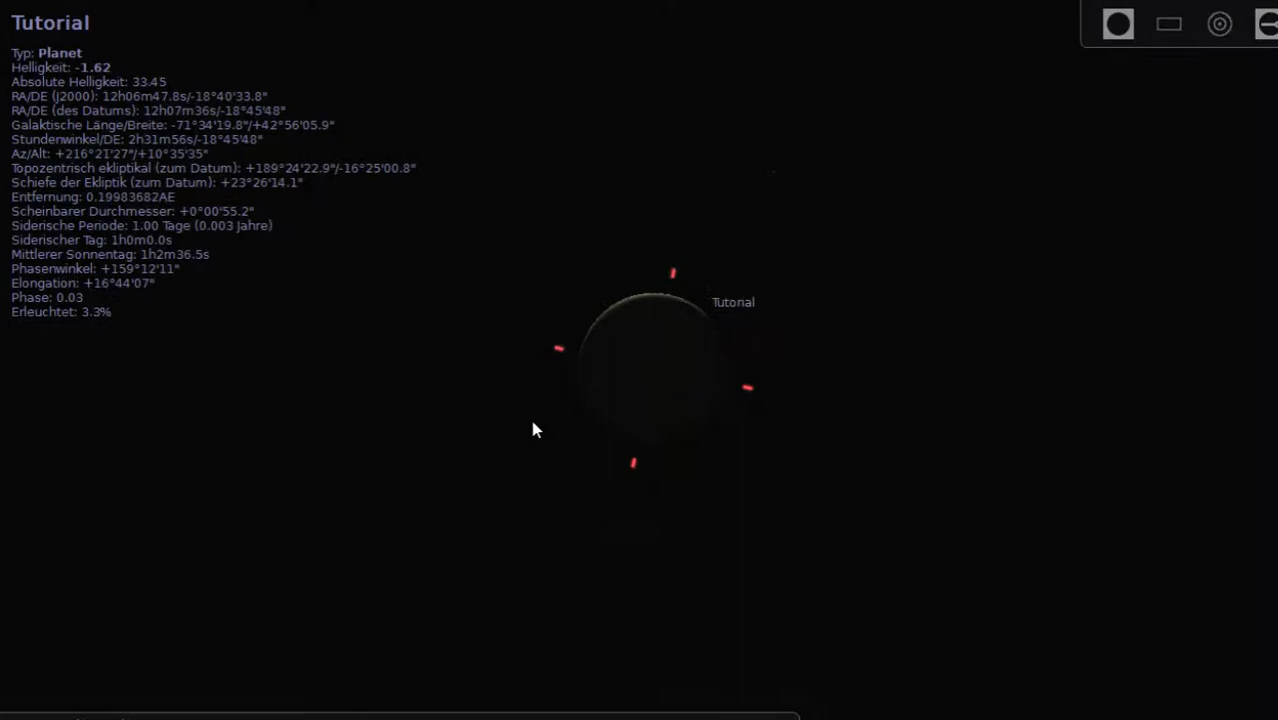 Tutorial
Typ: Planet
Helligkeit: -1.62
Absolute Helligkeit: 33.45
RA/DE (J2000): 12h06m47.8s/-18°40'33.8"
RA/DE (des Datums): 12h07m36s/-18°45'48"
Galaktische Länge/Breite: -71°34'19.8"/+42°56'05.9"
Stundenwinkel/DE: 2h31m56s/-18°45'48"
Az/Alt: +216°21'27"/+10°35'35"
Topozentrisch ekliptikal (zum Datum): +189°24'22.9"/-16°25'00.8"
Schiefe der Ekliptik (zum Datum): +23°26'14.1"
Entfernung: 0.19983682AE
Scheinbarer Durchmesser: +0°00'55.2"
Siderische Periode: 1.00 Tage (0.003 Jahre)
Siderischer Tag: 1h0m0.0s
Mittlerer Sonnentag: 1h2m36.5s
Phasenwinkel: +159°12'11"
Elongation: +16°44'07"
Phase: 0.03
Erleuchtet: 3.3%
Tutorial